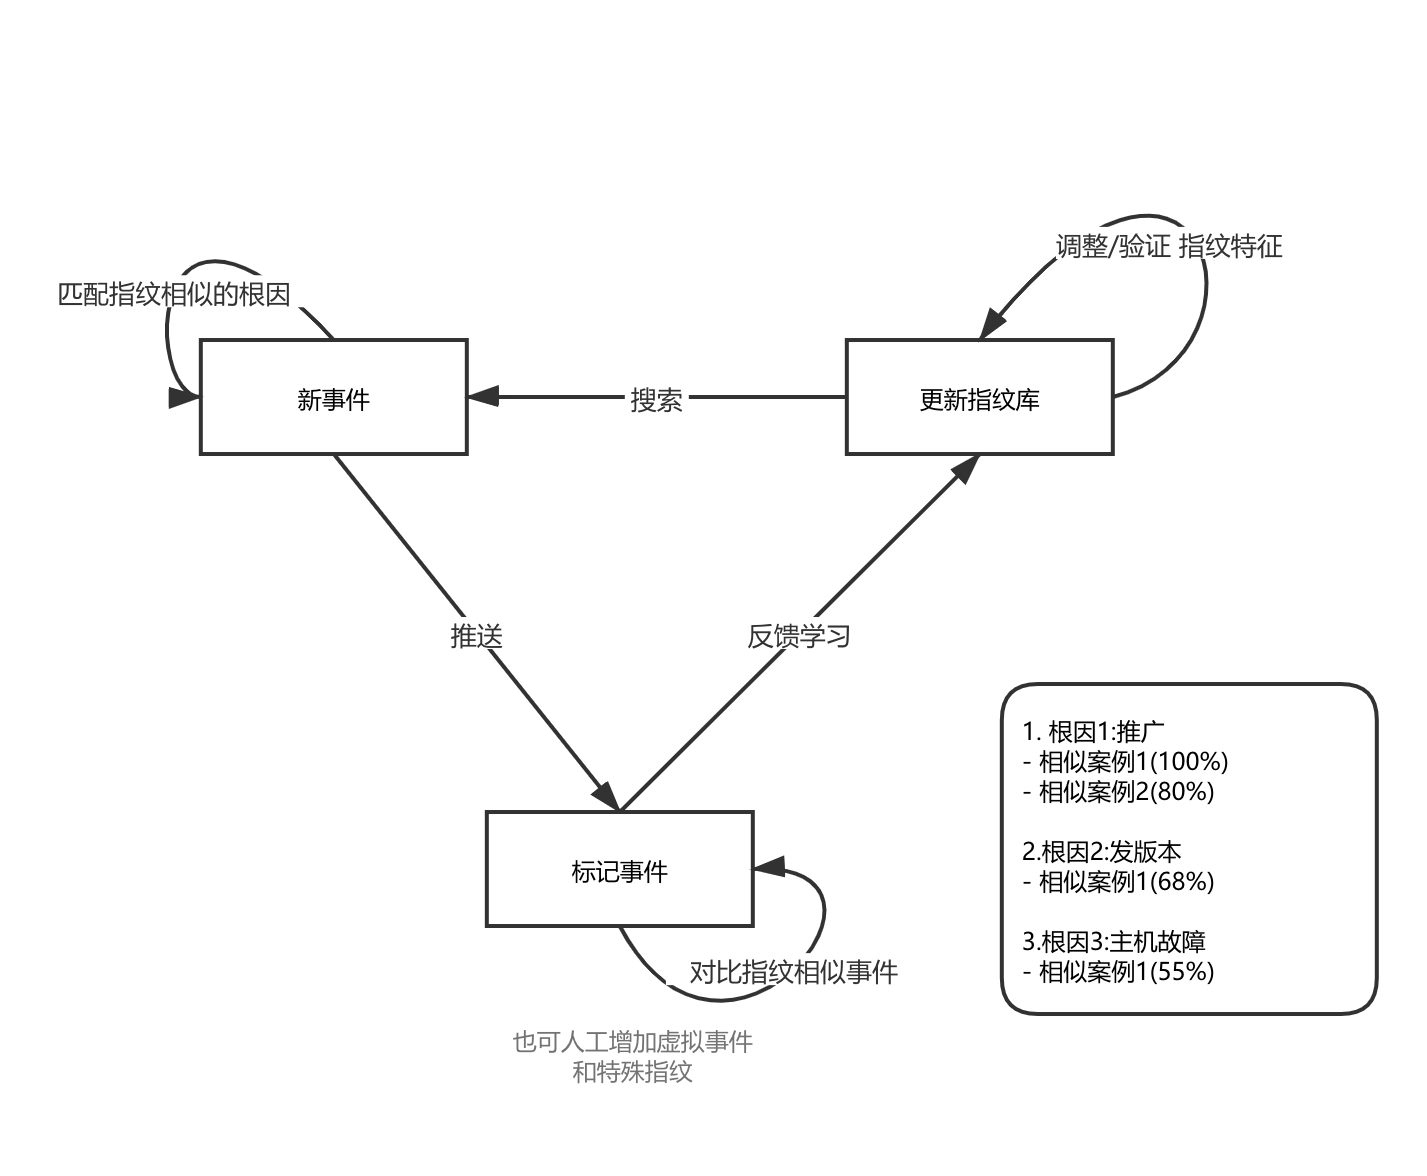 调整/验证 指纹特征
匹配指纹相似的根因
新事件
搜索
更新指纹库
推送
反馈学习
1. 根因1:推广
- 相似案例1(100%)
- 相似案例2(80%)
2.根因2:发版本
- 相似案例1(68%)
3.根因3:主机故障
- 相似案例1(55%)
标记事件
对比指纹相似事件
也可人工增加虚拟事件
和特殊指纹